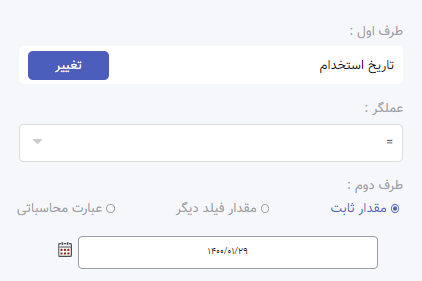 طرف اول :
تاریخ استخدام تغییر
عملگر :
=
طرف دوم :
مقدار ثابت مقدار فیلد دیگر عبارت محاسباتی
۱۴۰۰/۰۱/۲۹